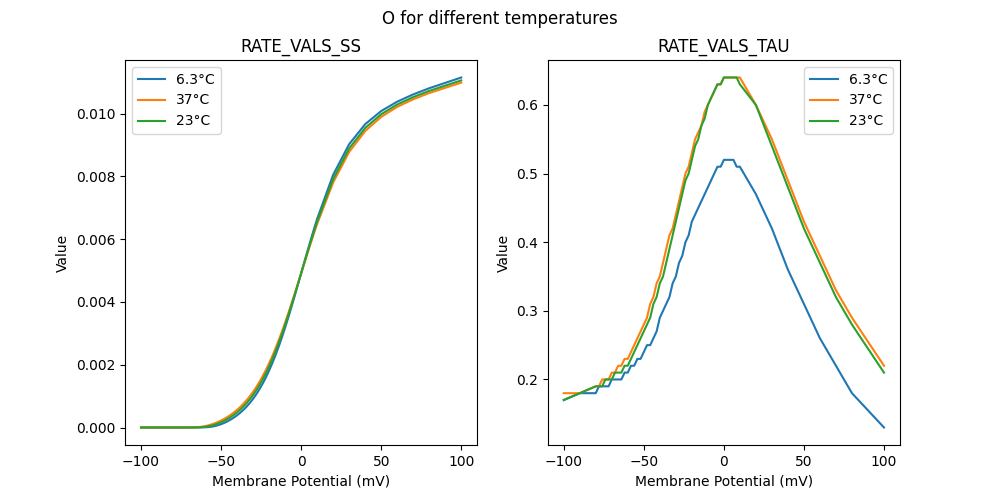 O for different temperatures
RATE_VALS_SS
RATE_VALS_TAU
6.3°C
37°C
23°C
6.3°C
37°C
23°C
Value
0.010
0.008
0.006
0.004
0.002
0.000
−100
−50
0
50
100
Membrane Potential (mV)
Value
0.6
0.5
0.4
0.3
0.2
−100
−50
0
50
100
Membrane Potential (mV)